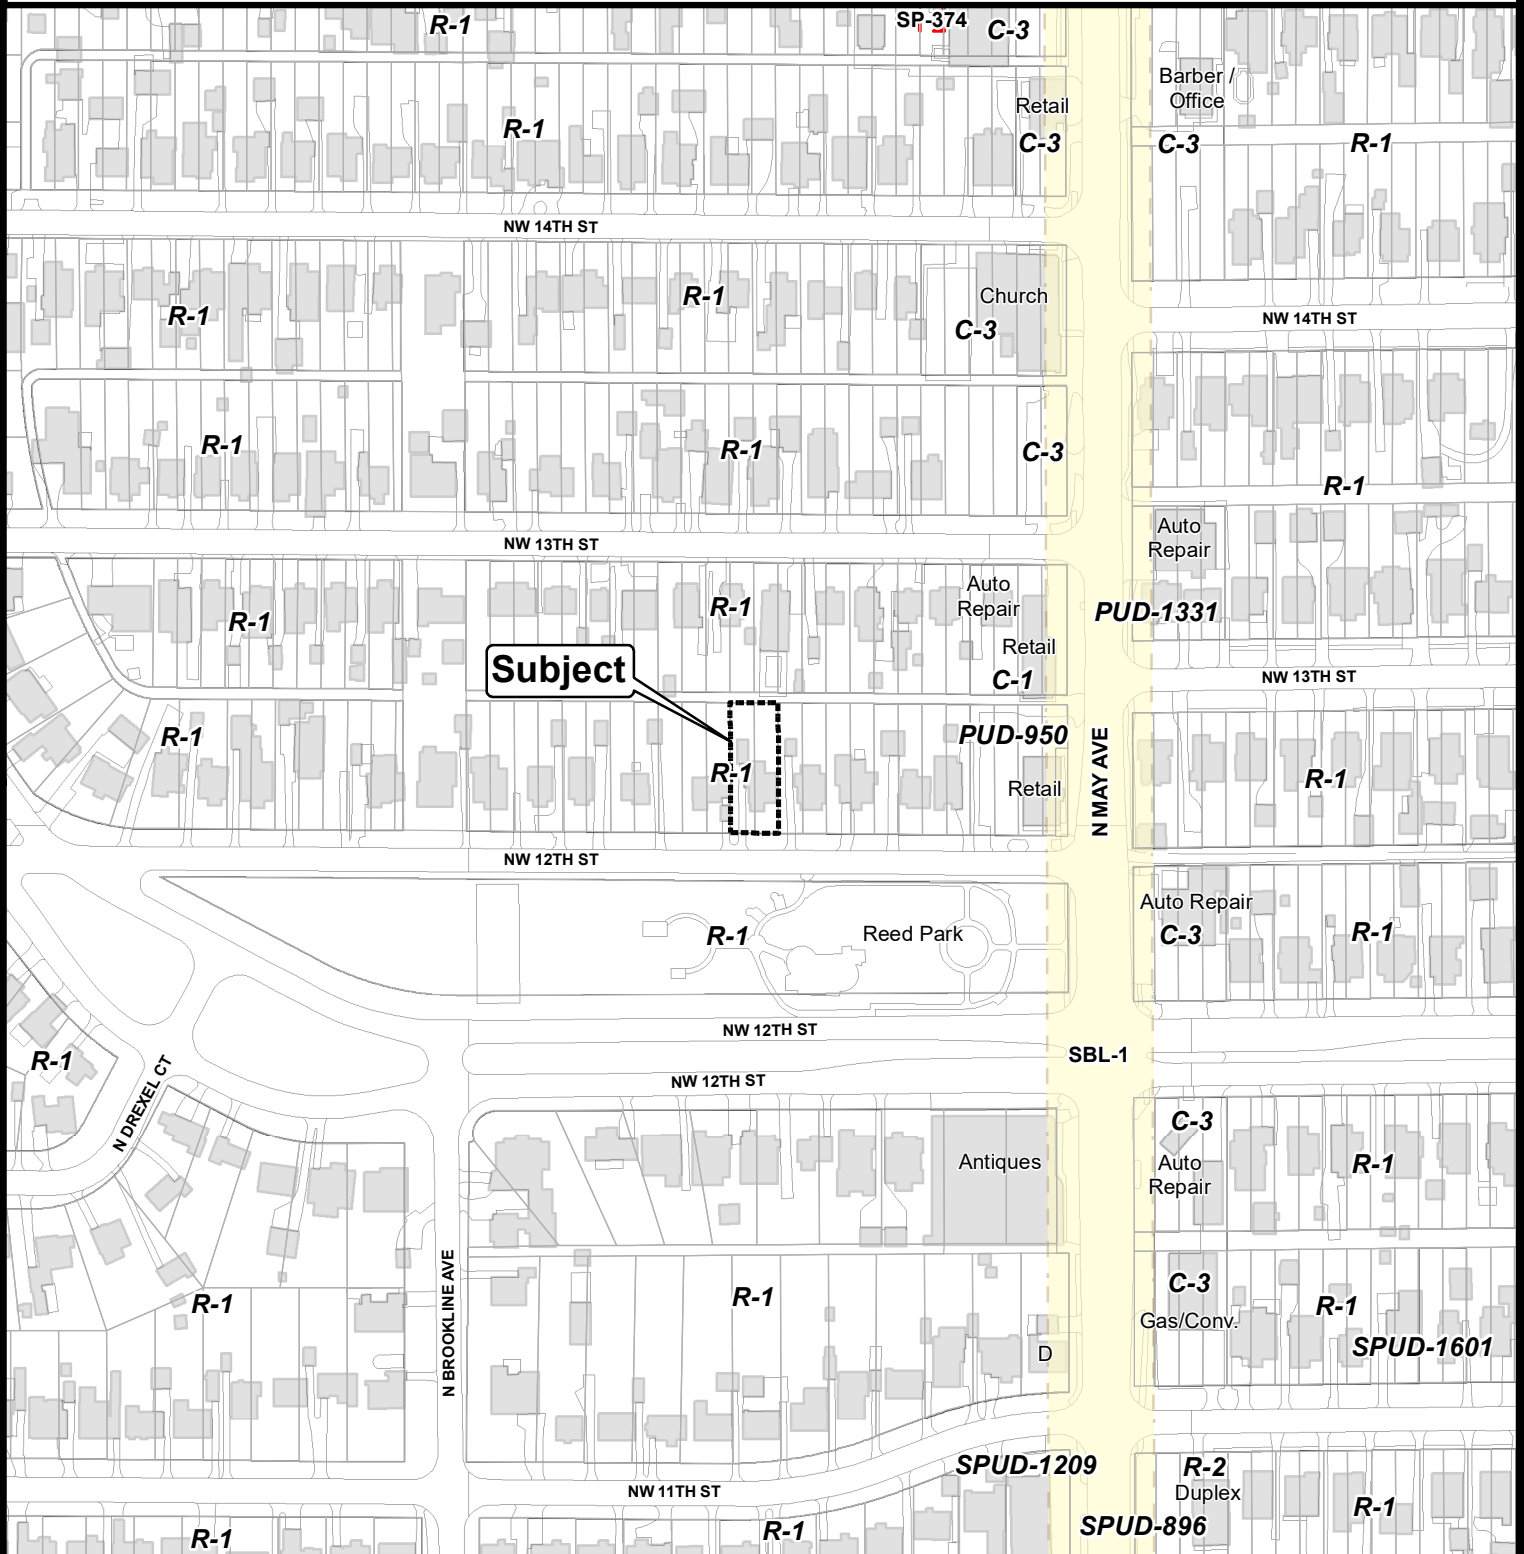 R-1
SP-374
C-3
Barber /
Office
Retail
R-1
C-3
C-3
R-1
NW 14TH ST
R-1
R-1
Church
C-3
NW 14TH ST
R-1
R-1
C-3
R-1
Auto
Repair
NW 13TH ST
Auto
Repair
R-1
R-1
PUD-1331
Retail
C-1
Subject
NW 13TH ST
R-1
PUD-950
R-1
Retail
N MAY AVE
R-1
NW 12TH ST
Auto Repair
C-3
R-1
R-1
Reed Park
NW 12TH ST
R-1
SBL-1
NW 12TH ST
N DREXEL CT
C-3
Antiques
Auto
Repair
R-1
N BROOKLINE AVE
R-1
R-1
C-3
Gas/Conv.
R-1
SPUD-1601
D
SPUD-1209
R-2
Duplex
NW 11TH ST
R-1
SPUD-896
R-1
R-1